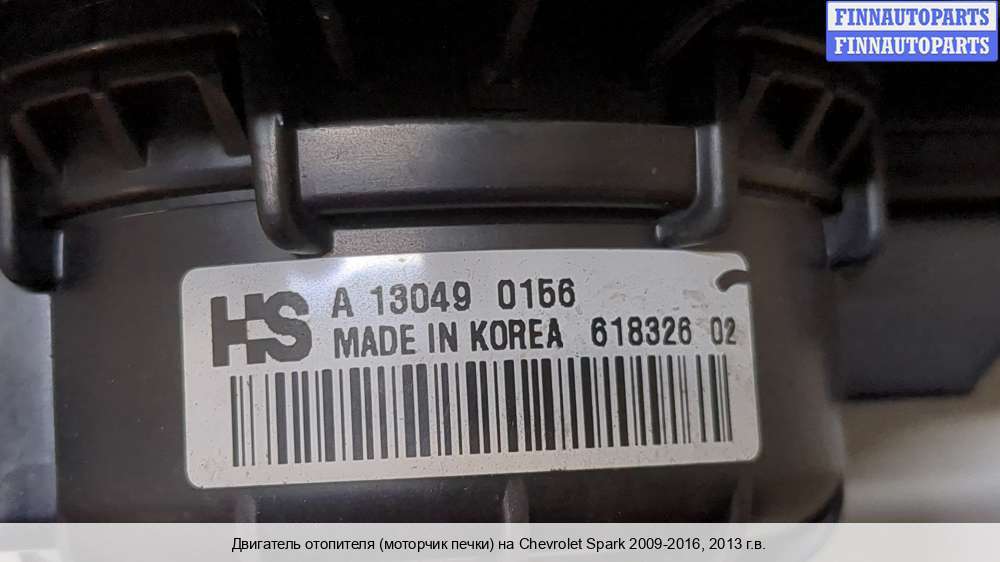 FINNAUTOPARTS
FINNAUTOPARTS
HS A 13049 0156
MADE IN KOREA 618326 02
Двигатель отопителя (моторчик печки) на Chevrolet Spark 2009-2016, 2013 г.в.